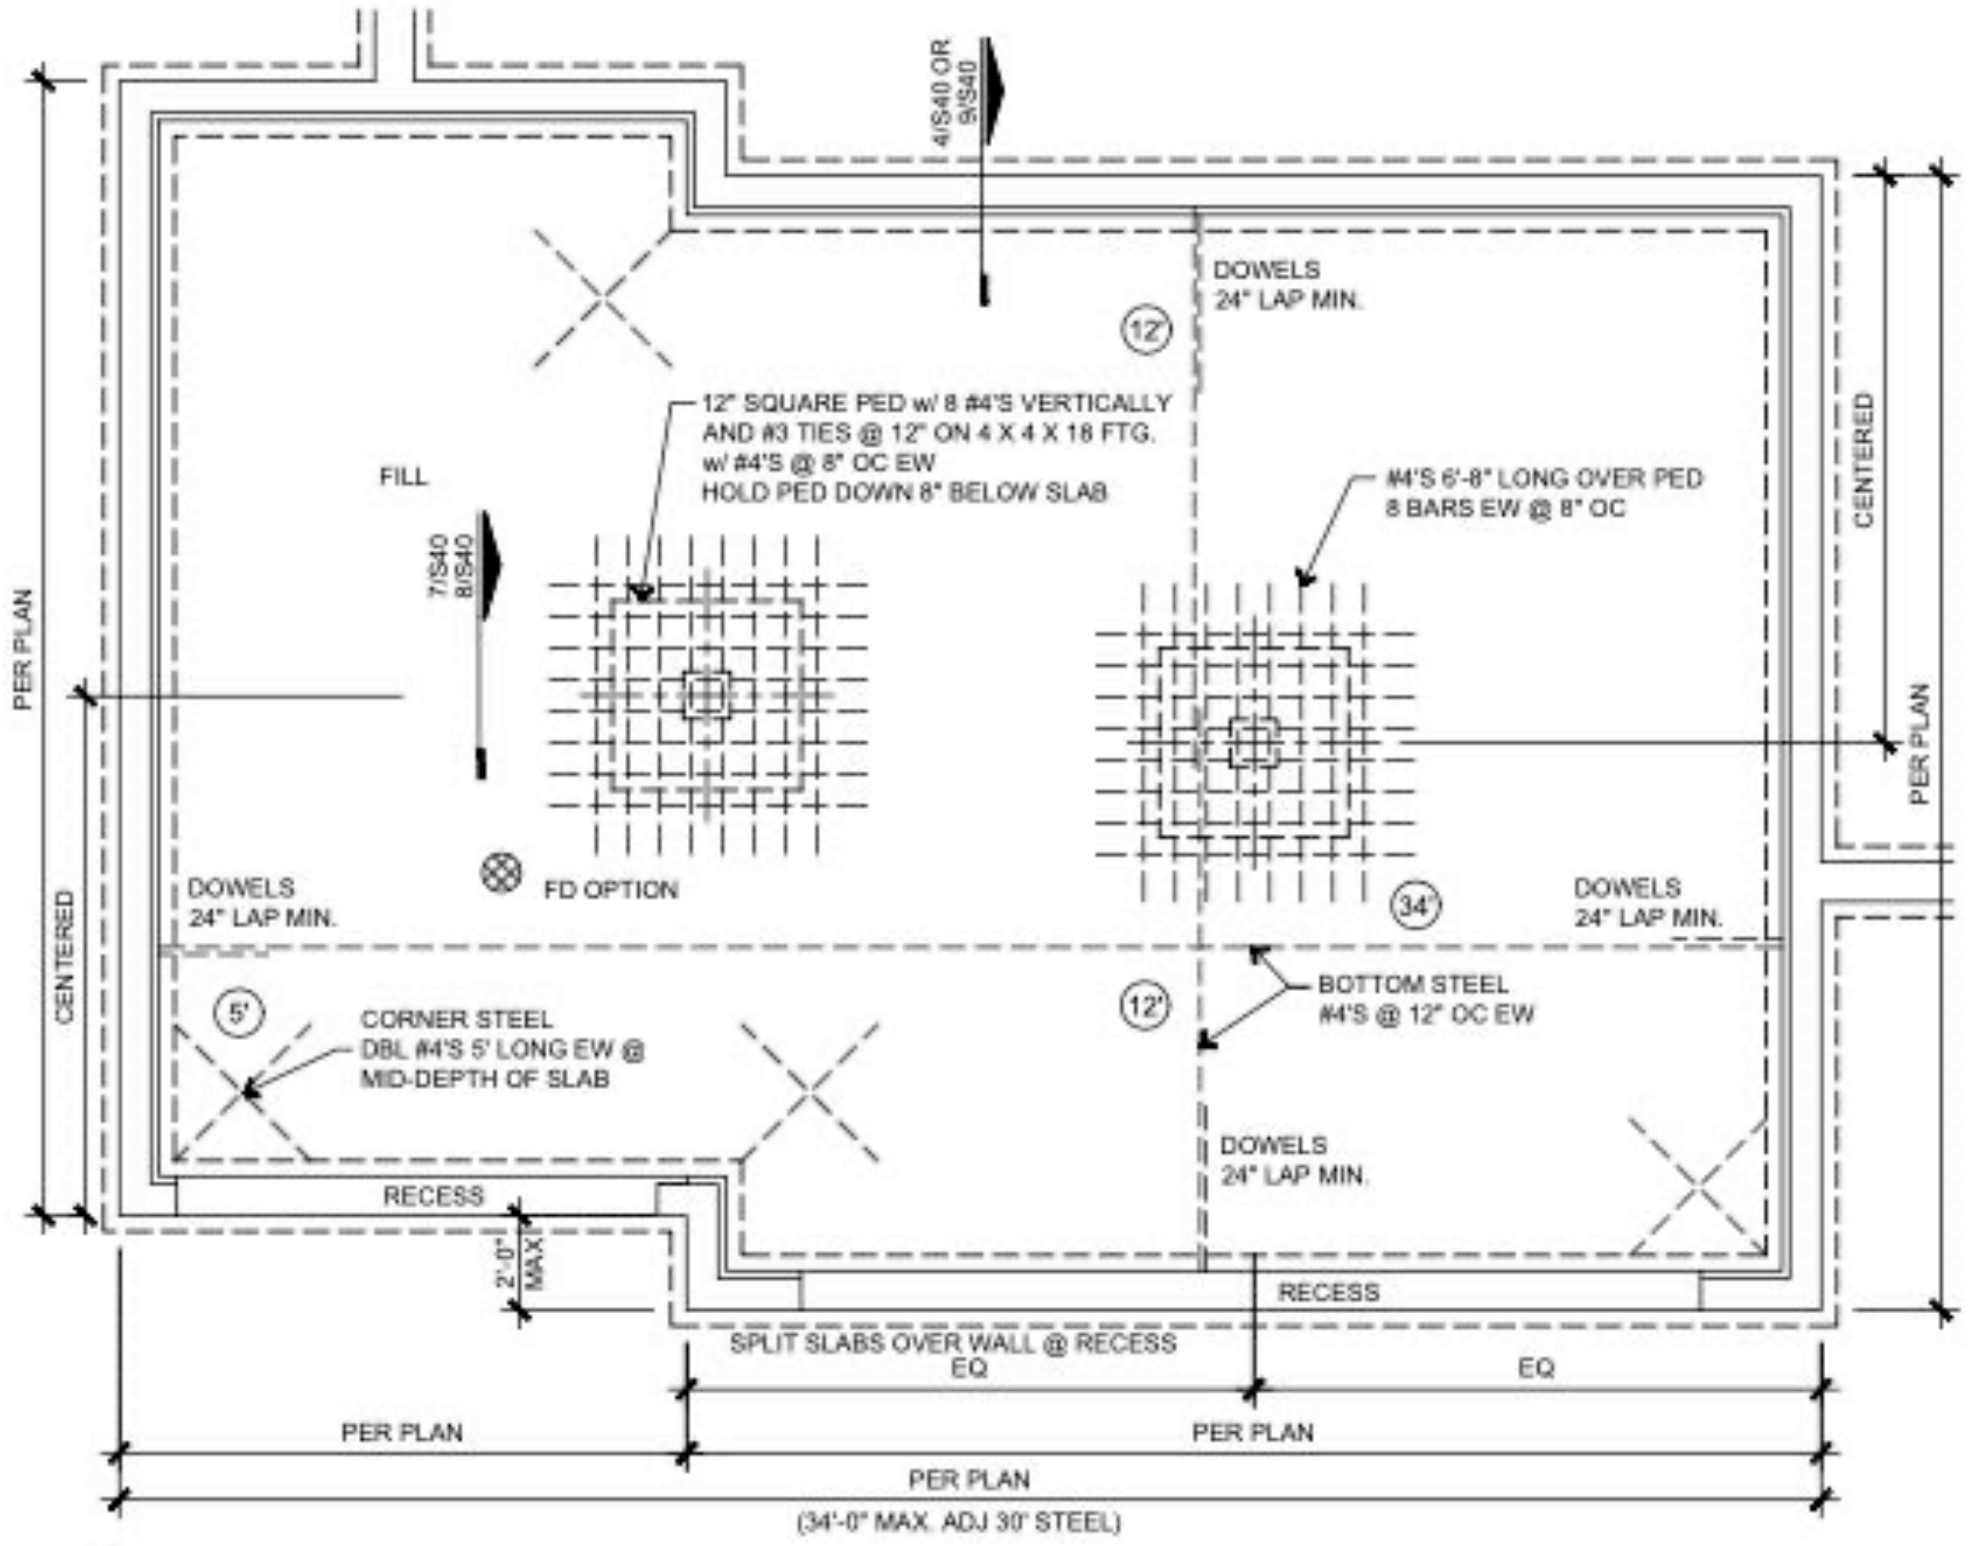 4/S40 OR
9/S40
DOWELS
24" LAP MIN.
12'
12" SQUARE PED w/ 8 #4'S VERTICALLY
AND #3 TIES @ 12" ON 4 X 4 X 18 FTG.
w/ #4'S @ 8" OC EW
HOLD PED DOWN 8" BELOW SLAB
FILL
#4'S 6'-8" LONG OVER PED
8 BARS EW @ 8" OC
CENTERED
7/S40
8/S40
PER PLAN
PER PLAN
FD OPTION
DOWELS
24" LAP MIN.
34'
DOWELS
24" LAP MIN.
CENTERED
5'
CORNER STEEL
DBL #4'S 5' LONG EW @
MID-DEPTH OF SLAB
12'
BOTTOM STEEL
#4'S @ 12" OC EW
DOWELS
24" LAP MIN.
RECESS
2'-0"
MAX
RECESS
SPLIT SLABS OVER WALL @ RECESS
EQ
EQ
PER PLAN
PER PLAN
PER PLAN
(34'-0" MAX. ADJ 30' STEEL)